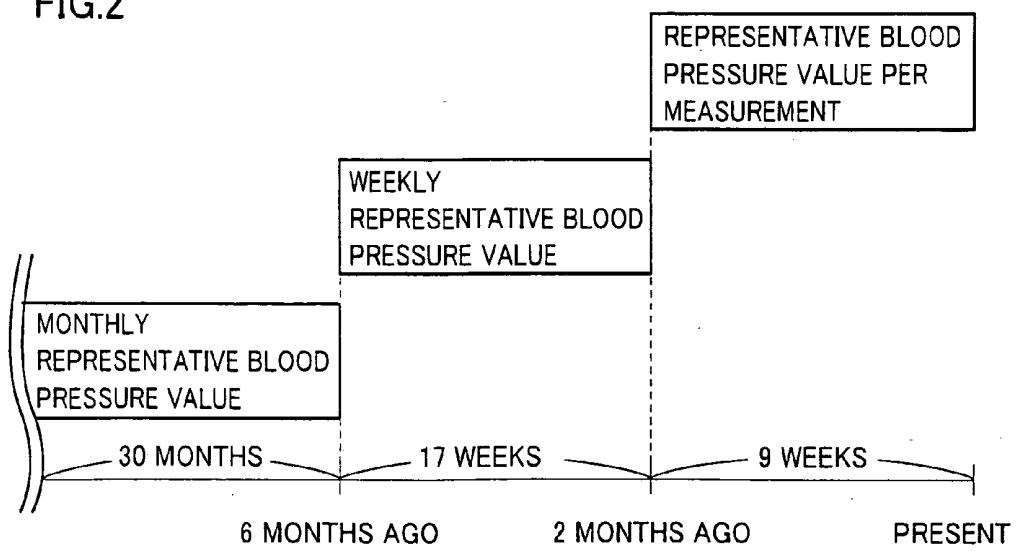 FIG.2
REPRESENTATIVE BLOOD
PRESSURE VALUE PER
MEASUREMENT
WEEKLY
REPRESENTATIVE BLOOD
PRESSURE VALUE
MONTHLY
REPRESENTATIVE BLOOD
PRESSURE VALUE
30 MONTHS
17 WEEKS
9 WEEKS
6 MONTHS AGO
2 MONTHS AGO
PRESENT